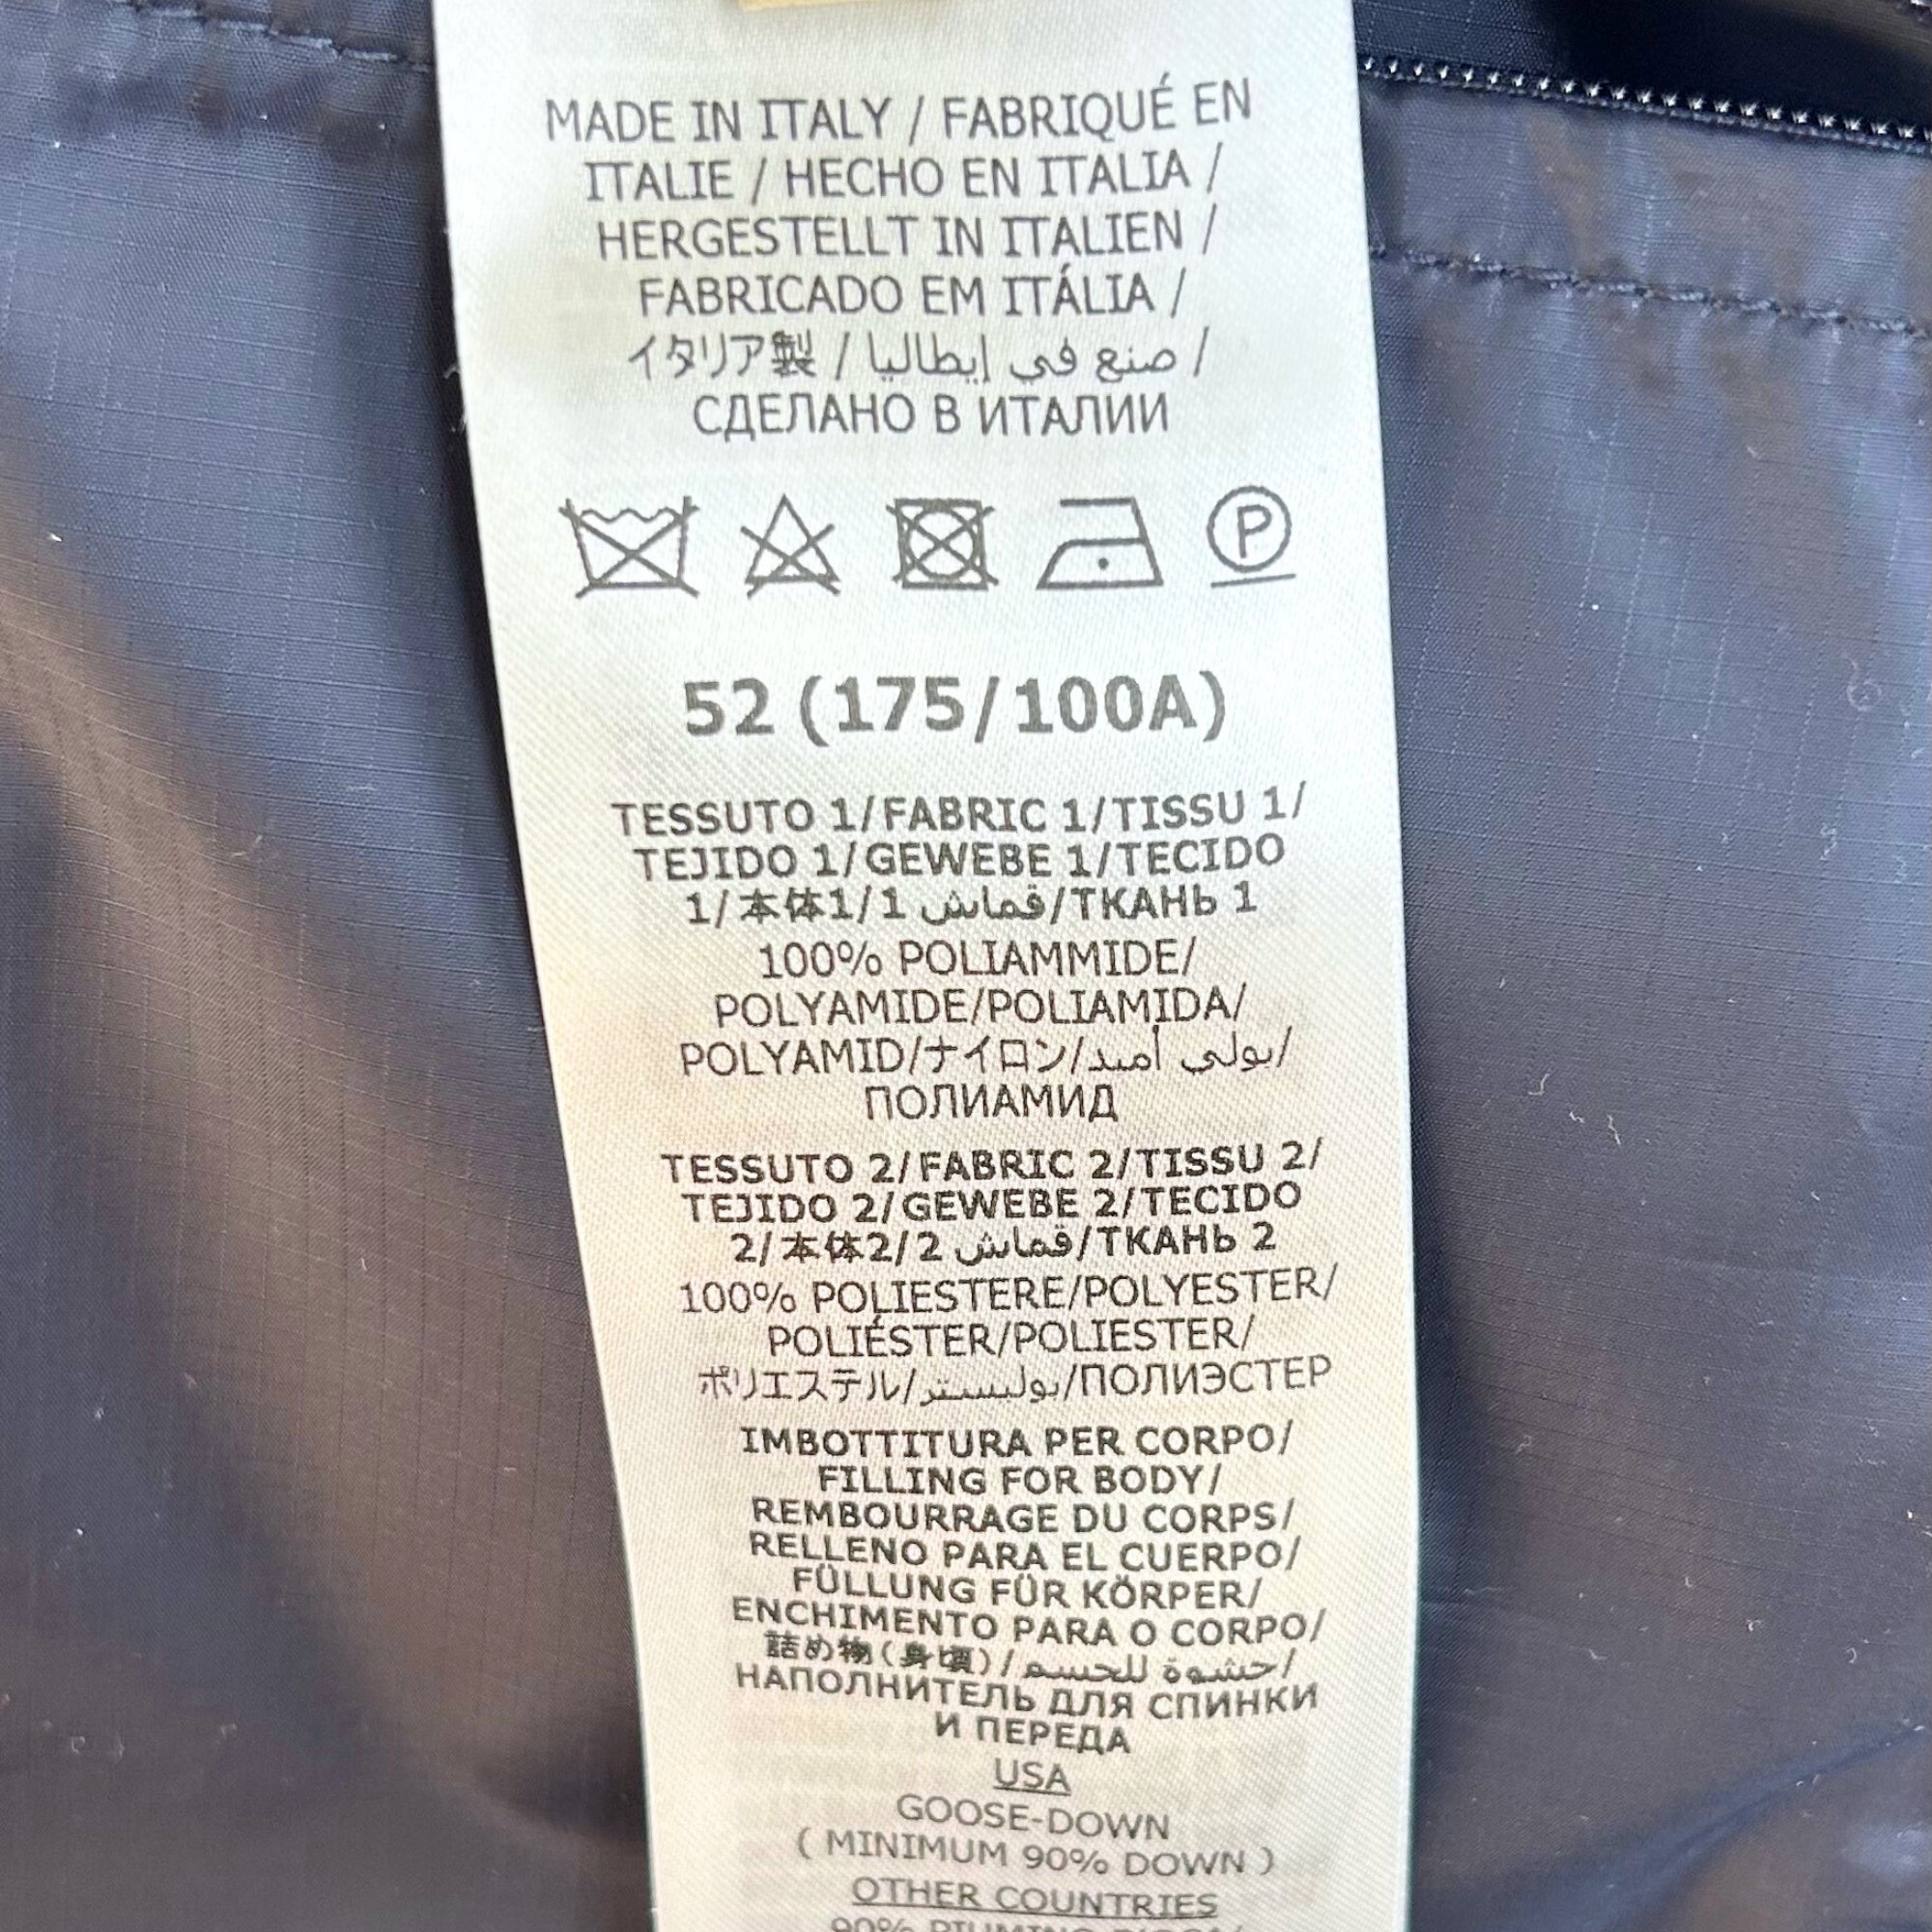 MADE IN ITALY / FABRIQUÉ EN
ITALIE / HECHO EN ITALIA /
HERGESTELLT IN ITALIEN /
FABRICADO EM ITÁLIA /
イタリア製 / صنع في إيطاليا /
СДЕЛАНО В ИТАЛИИ
P
52 (175/100A)
TESSUTO 1/FABRIC 1/TISSU 1/
TEJIDO 1/GEWEBE 1/TECIDO
1/本体1/1 قماش/ТКАНЬ 1
100% POLIAMMIDE/
POLYAMIDE/POLIAMIDA/
POLYAMID/ナイロン/بولي أميد/
ПОЛИАМИД
TESSUTO 2/FABRIC 2/TISSU 2/
TEJIDO 2/GEWEBE 2/TECIDO
2/本体2/2 قماش/ТКАНЬ 2
100% POLIESTERE/POLYESTER/
POLIÉSTER/POLIESTER/
ポリエステル/بوليستر/ПОЛИЭСТЕР
IMBOTTITURA PER CORPO/
FILLING FOR BODY/
REMBOURRAGE DU CORPS/
RELLENO PARA EL CUERPO/
FÜLLUNG FÜR KÖRPER/
ENCHIMENTO PARA O CORPO/
詰め物(身頃)/حشوة للجسم/
НАПОЛНИТЕЛЬ ДЛЯ СПИНКИ
И ПЕРЕДА
USA
GOOSE-DOWN
( MINIMUM 90% DOWN )
OTHER COUNTRIES
90%